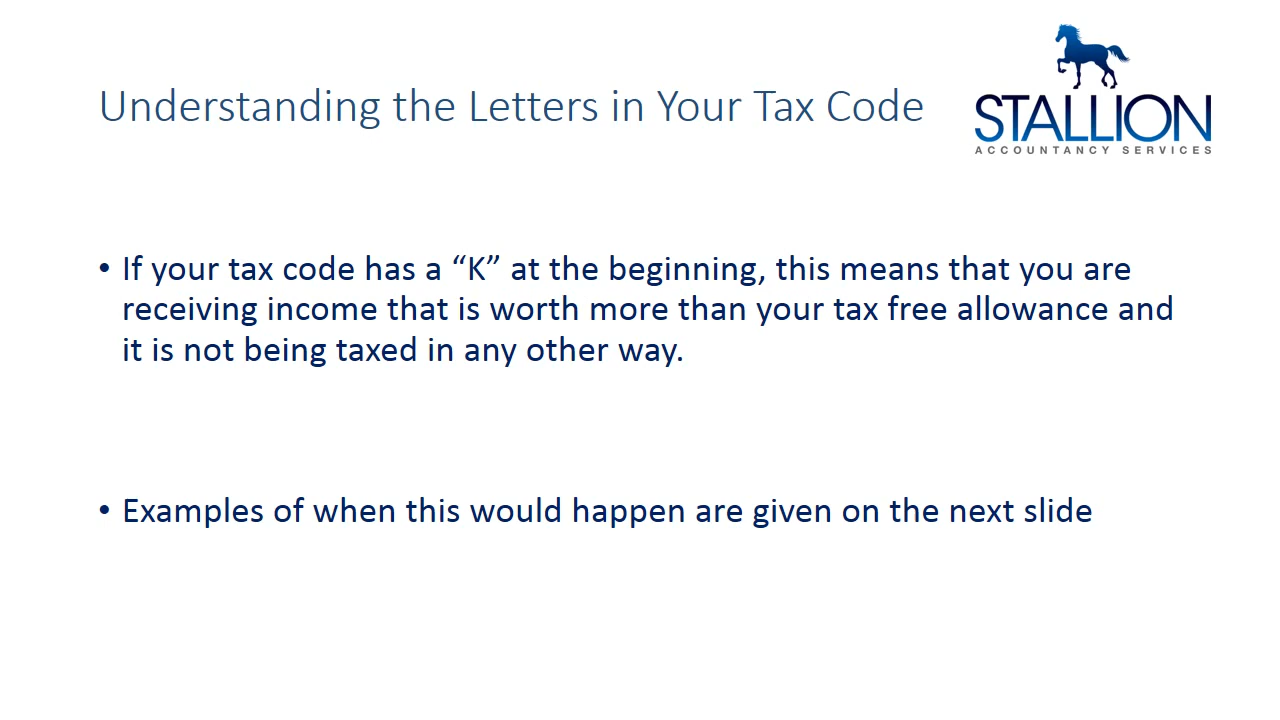 Understanding the Letters in Your Tax Code
STALLION
ACCOUNTANCY SERVICES
• If your tax code has a “K” at the beginning, this means that you are
receiving income that is worth more than your tax free allowance and
it is not being taxed in any other way.
• Examples of when this would happen are given on the next slide